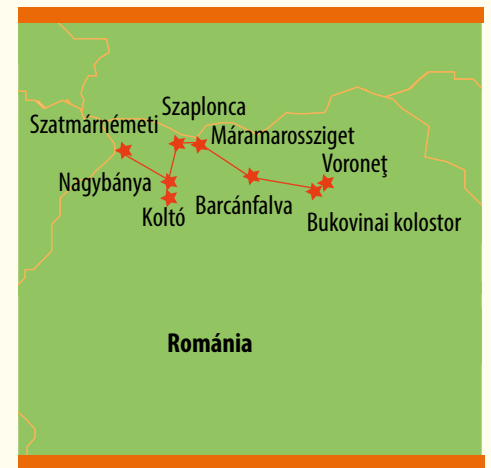 Szaplonca
Szatmárnémeti
Máramarossziget
Voroneţ
Nagybánya
Koltó
Barcánfalva
Bukovinai kolostor
Románia